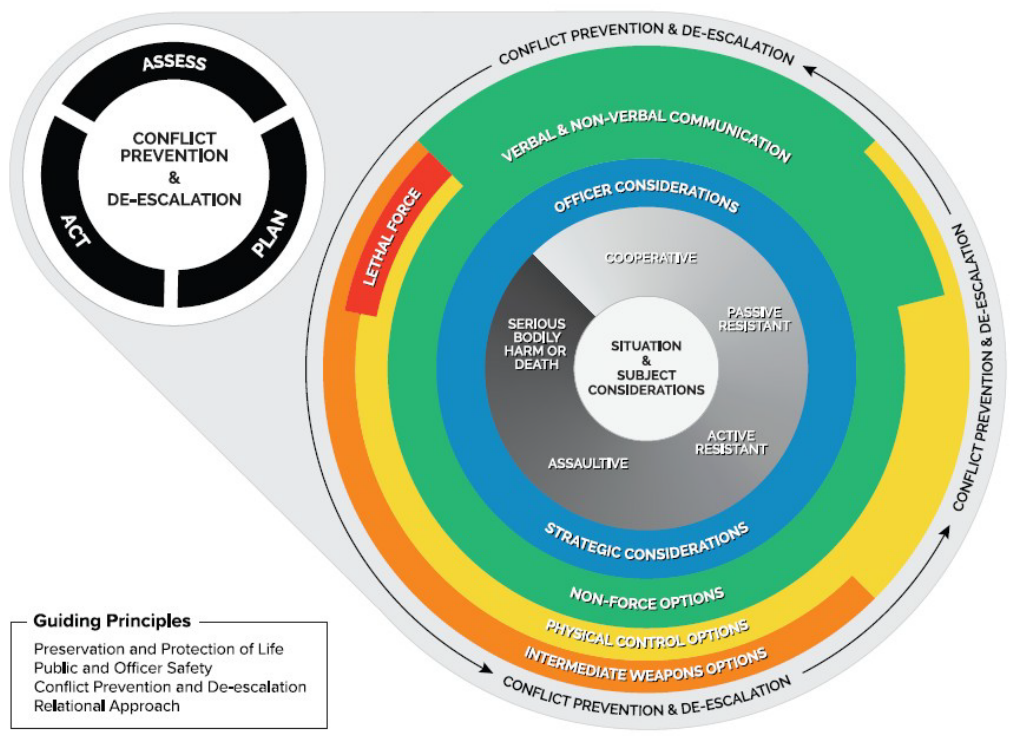 ASSESS
CONFLICT
PREVENTION
&
DE-ESCALATION
ACT
PLAN
CONFLICT PREVENTION & DE-ESCALATION
VERBAL & NON-VERBAL COMMUNICATION
OFFICER CONSIDERATIONS
LETHAL FORCE
COOPERATIVE
PASSIVE
RESISTANT
SERIOUS
BODILY
HARM OR
DEATH
SITUATION
&
SUBJECT
CONSIDERATIONS
ACTIVE
RESISTANT
ASSAULTIVE
CONFLICT PREVENTION & DE-ESCALATION
STRATEGIC CONSIDERATIONS
NON-FORCE OPTIONS
PHYSICAL CONTROL OPTIONS
INTERMEDIATE WEAPONS OPTIONS
CONFLICT PREVENTION & DE-ESCALATION
Guiding Principles
Preservation and Protection of Life
Public and Officer Safety
Conflict Prevention and De-escalation
Relational Approach